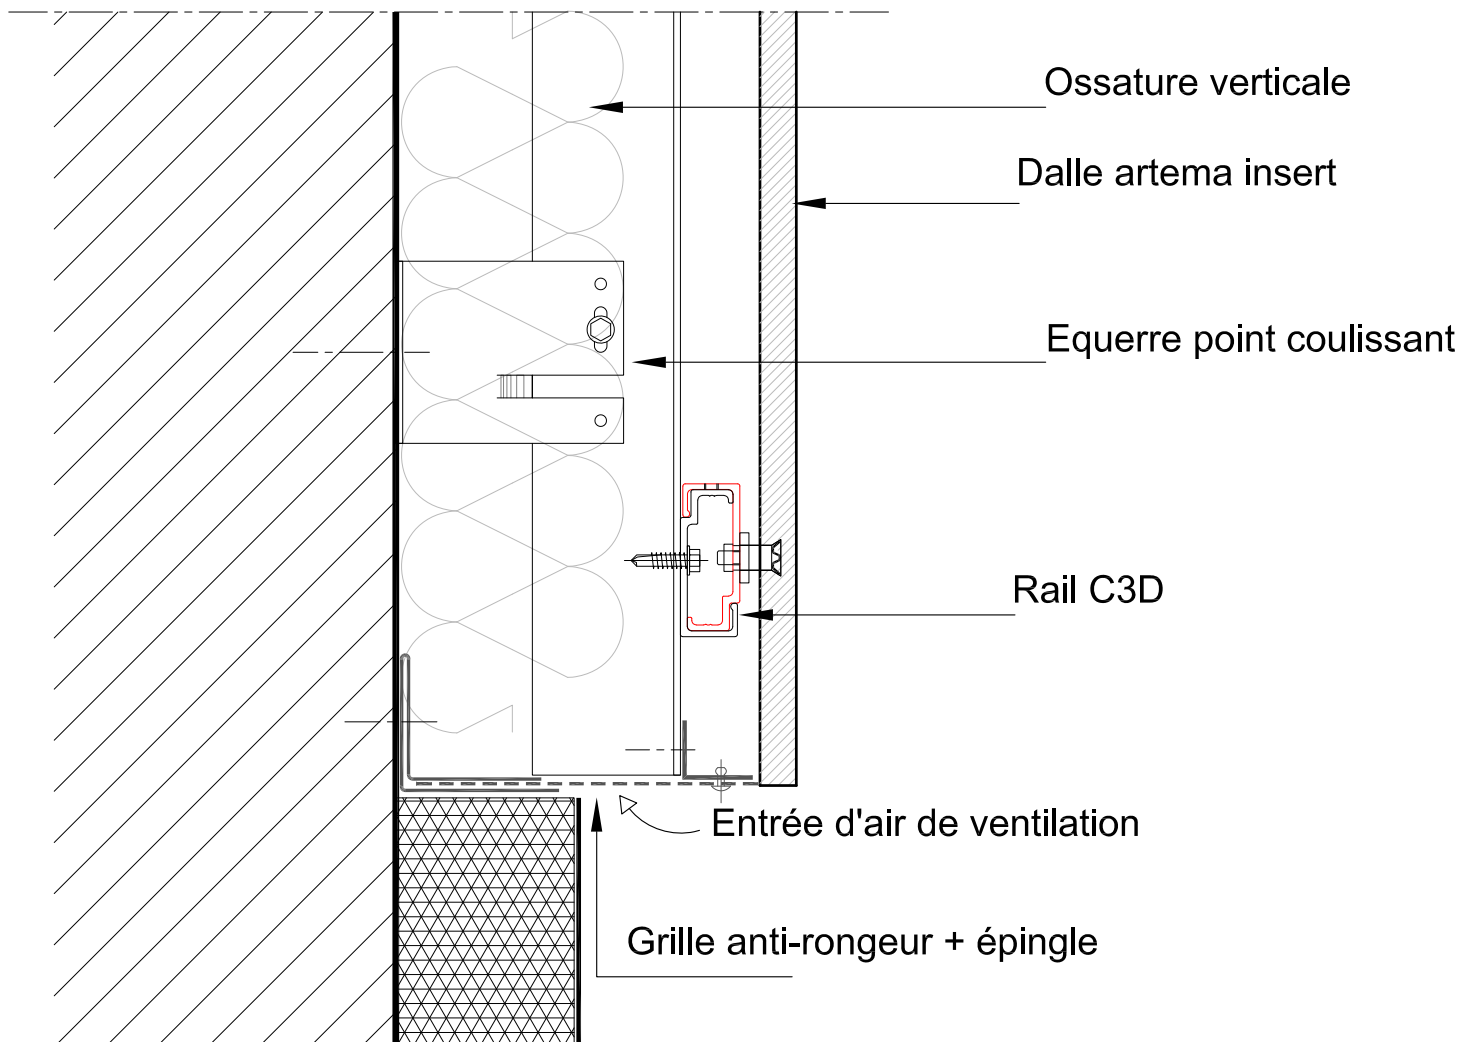 Ossature verticale
Dalle artema insert
Equerre point coulissant
Rail C3D
Entrée d'air de ventilation
Grille anti-rongeur + épingle